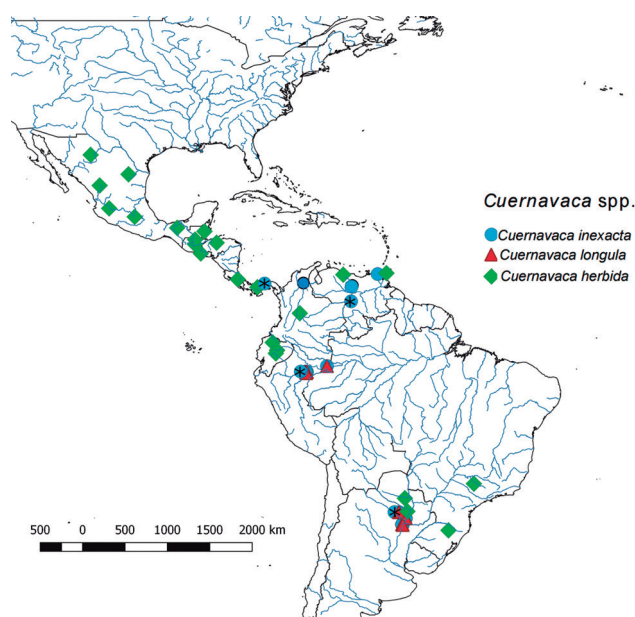 Cuernavaca spp.
Cuernavaca inexacta
Cuernavaca longula
Cuernavaca herbida
500 0 500 1000 1500 2000 km